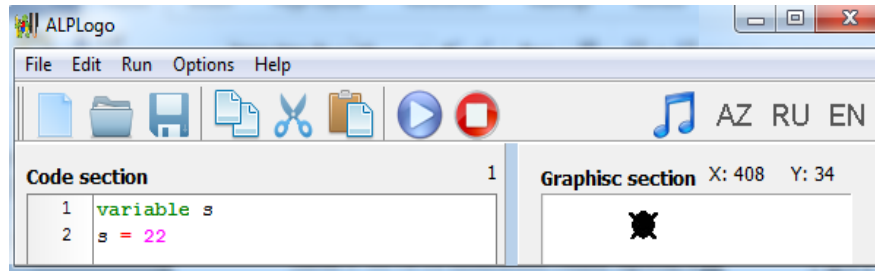 ALPLogo
File Edit Run Options Help
AZ RU EN
Code section 1
Graphisc section X: 408 Y: 34
1 variable s
2 s = 22